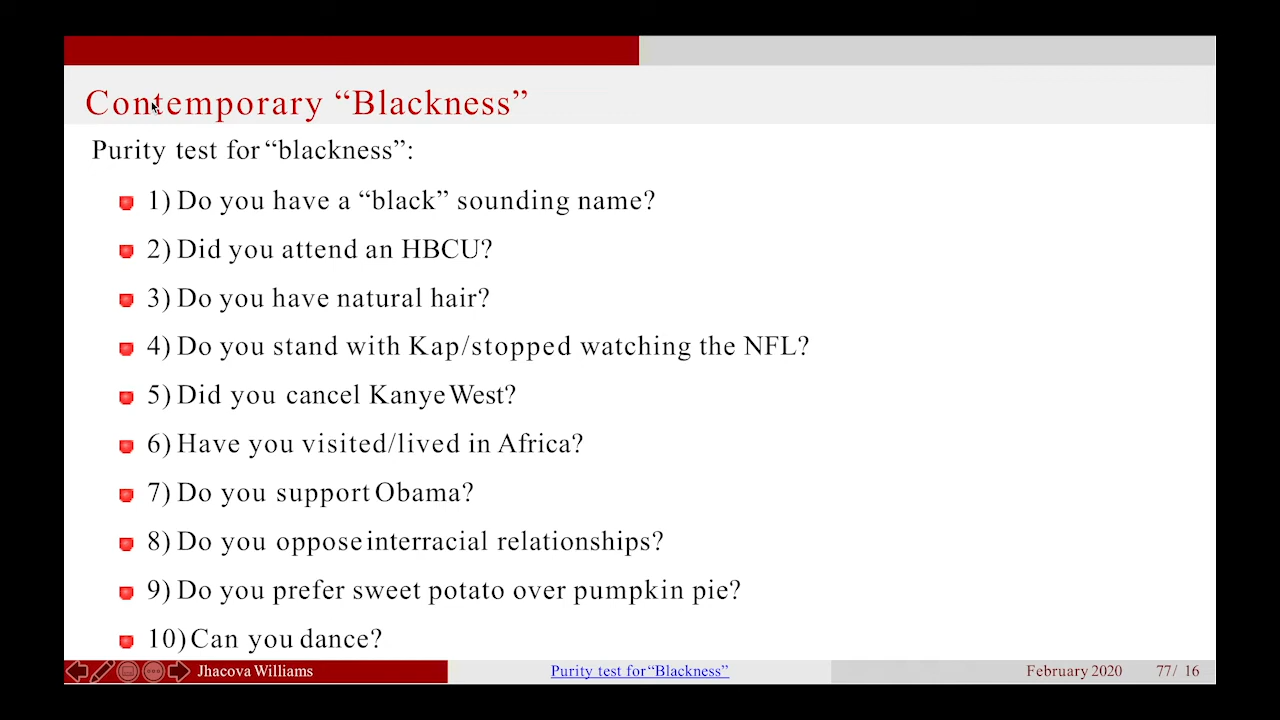 Contemporary “Blackness”
Purity test for “blackness”:
1) Do you have a “black” sounding name?
2) Did you attend an HBCU?
3) Do you have natural hair?
4) Do you stand with Kap/stopped watching the NFL?
5) Did you cancel Kanye West?
6) Have you visited/lived in Africa?
7) Do you support Obama?
8) Do you oppose interracial relationships?
9) Do you prefer sweet potato over pumpkin pie?
10) Can you dance?
Jhacova Williams
Purity test for “Blackness”
February 2020
77/ 16